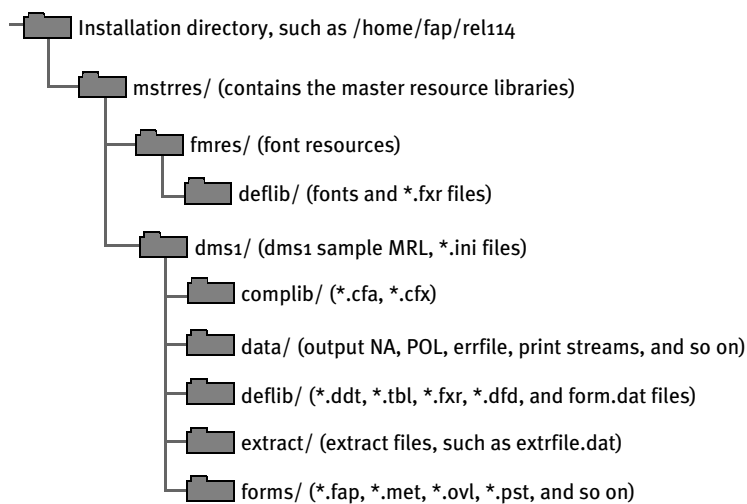 Installation directory, such as /home/fap/rel114
mstrres/ (contains the master resource libraries)
fmres/ (font resources)
deflib/ (fonts and *.fxr files)
dms1/ (dms1 sample MRL, *.ini files)
complib/ (*.cfa, *.cfx)
data/ (output NA, POL, errfile, print streams, and so on)
deflib/ (*.ddt, *.tbl, *.fxr, *.dfd, and form.dat files)
extract/ (extract files, such as extrfile.dat)
forms/ (*.fap, *.met, *.ovl, *.pst, and so on)